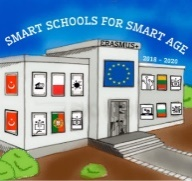 SMART SCHOOLS FOR SMART AGE
ERASMUS+
2018 - 2020